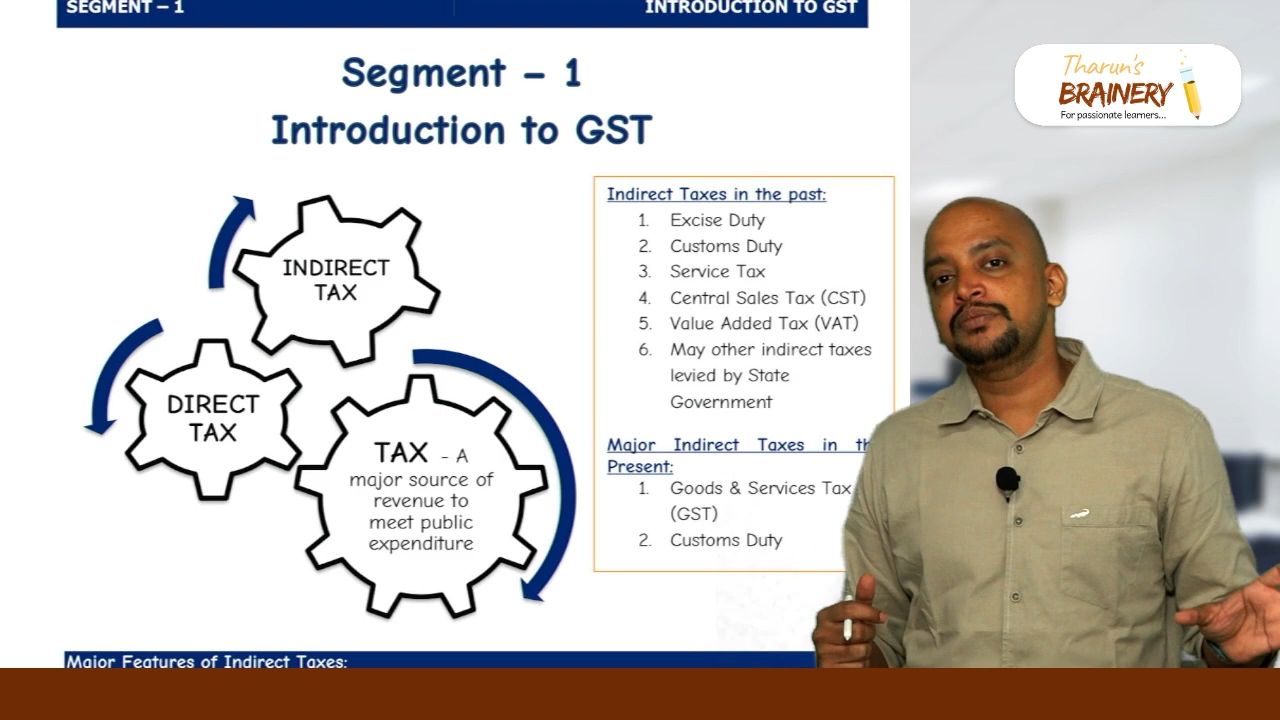 SEGMENT – 1
INTRODUCTION TO GST
Segment – 1
Introduction to GST
INDIRECT
TAX
DIRECT
TAX
TAX - A
major source of
revenue to
meet public
expenditure
Indirect Taxes in the past:
1. Excise Duty
2. Customs Duty
3. Service Tax
4. Central Sales Tax (CST)
5. Value Added Tax (VAT)
6. May other indirect taxes
levied by State
Government
Major Indirect Taxes in
Present:
1. Goods & Services Tax
(GST)
2. Customs Duty
Major Features of Indirect Taxes:
Tharun's
BRAINERY
For passionate learners...